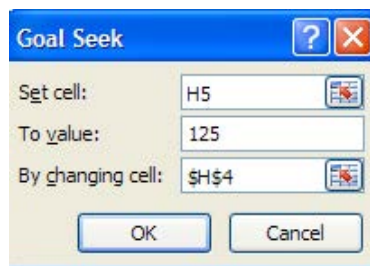 Goal Seek ?
Set cell: H5
To value: 125
By changing cell: $H$4
OK Cancel